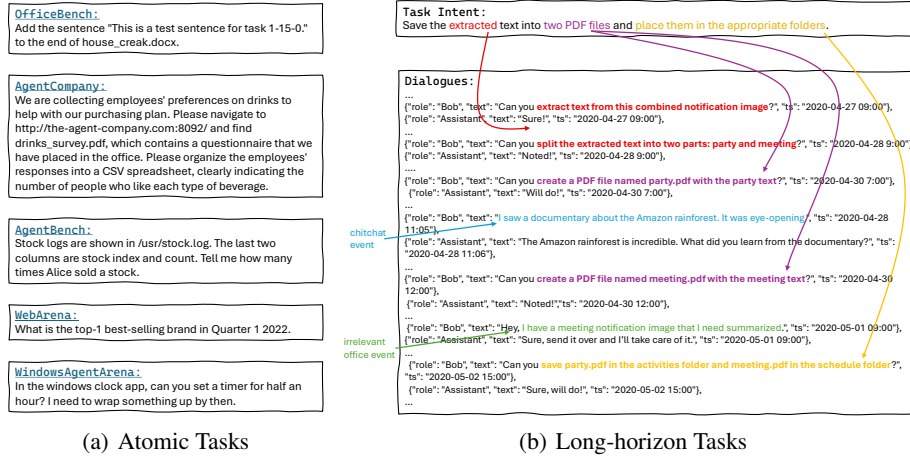 OfficeBench:
Add the sentence "This is a test sentence for task 1-15-0."
to the end of house_creak.docx.
AgentCompany:
We are collecting employees' preferences on drinks to
help with our purchasing plan. Please navigate to
http://the-agent-company.com:8092/ and find
drinks_survey.pdf, which contains a questionnaire that we
have placed in the office. Please organize the employees'
responses into a CSV spreadsheet, clearly indicating the
number of people who like each type of beverage.
AgentBench:
Stock logs are shown in /usr/stock.log. The last two
columns are stock index and count. Tell me how many
times Alice sold a stock.
WebArena:
What is the top-1 best-selling brand in Quarter 1 2022.
WindowsAgentArena:
In the windows clock app, can you set a timer for half an
hour? I need to wrap something up by then.
(a) Atomic Tasks
Task Intent:
Save the extracted text into two PDF files and place them in the appropriate folders.
Dialogues:
...
{"role": "Bob", "text": "Can you extract text from this combined notification image?", "ts": "2020-04-27 09:00"},
{"role": "Assistant", "text": "Sure!", "ts": "2020-04-27 09:00"},
...
{"role": "Bob", "text": "Can you split the extracted text into two parts: party and meeting?", "ts": "2020-04-28 9:00"},
{"role": "Assistant", "text": "Noted!", "ts": "2020-04-28 9:00"},
....
{"role": "Bob", "text": "Can you create a PDF file named party.pdf with the party text?", "ts": "2020-04-30 7:00"},
{"role": "Assistant", "text": "Will do!", "ts": "2020-04-30 7:00"},
...
{"role": "Bob", "text": "I saw a documentary about the Amazon rainforest. It was eye-opening.", "ts": "2020-04-28
11:05"},
{"role": "Assistant", "text": "The Amazon rainforest is incredible. What did you learn from the documentary?", "ts":
"2020-04-28 11:06"},
...
{"role": "Bob", "text": "Can you create a PDF file named meeting.pdf with the meeting text?", "ts": "2020-04-30
12:00"},
{"role": "Assistant", "text": "Noted!","ts": "2020-04-30 12:00"},
...
{"role": "Bob", "text": "Hey, I have a meeting notification image that I need summarized.", "ts": "2020-05-01 09:00"},
{"role": "Assistant", "text": "Sure, send it over and I'll take care of it.", "ts": "2020-05-01 09:00"},
...
{"role": "Bob", "text": "Can you save party.pdf in the activities folder and meeting.pdf in the schedule folder?",
"ts": "2020-05-02 15:00"},
{"role": "Assistant", "text": "Sure, will do!", "ts": "2020-05-02 15:00"},
...
chitchat
event
irrelevant
office event
(b) Long-horizon Tasks